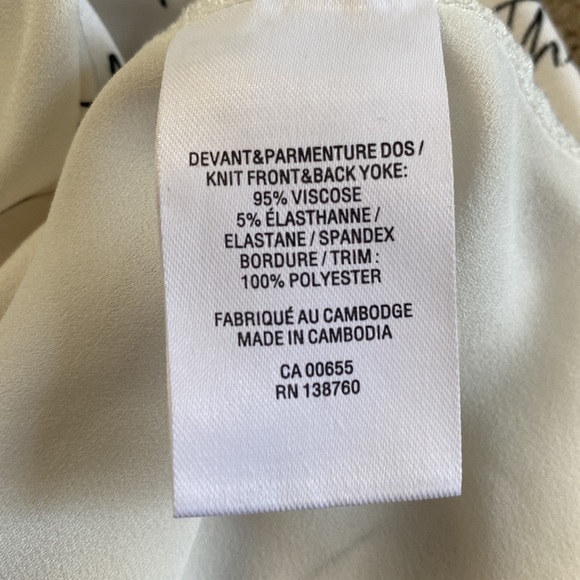 DEVANT&PARMENTURE DOS /
KNIT FRONT&BACK YOKE:
95% VISCOSE
5% ÉLASTHANNE /
ELASTANE / SPANDEX
BORDURE / TRIM :
100% POLYESTER
FABRIQUÉ AU CAMBODGE
MADE IN CAMBODIA
CA 00655
RN 138760